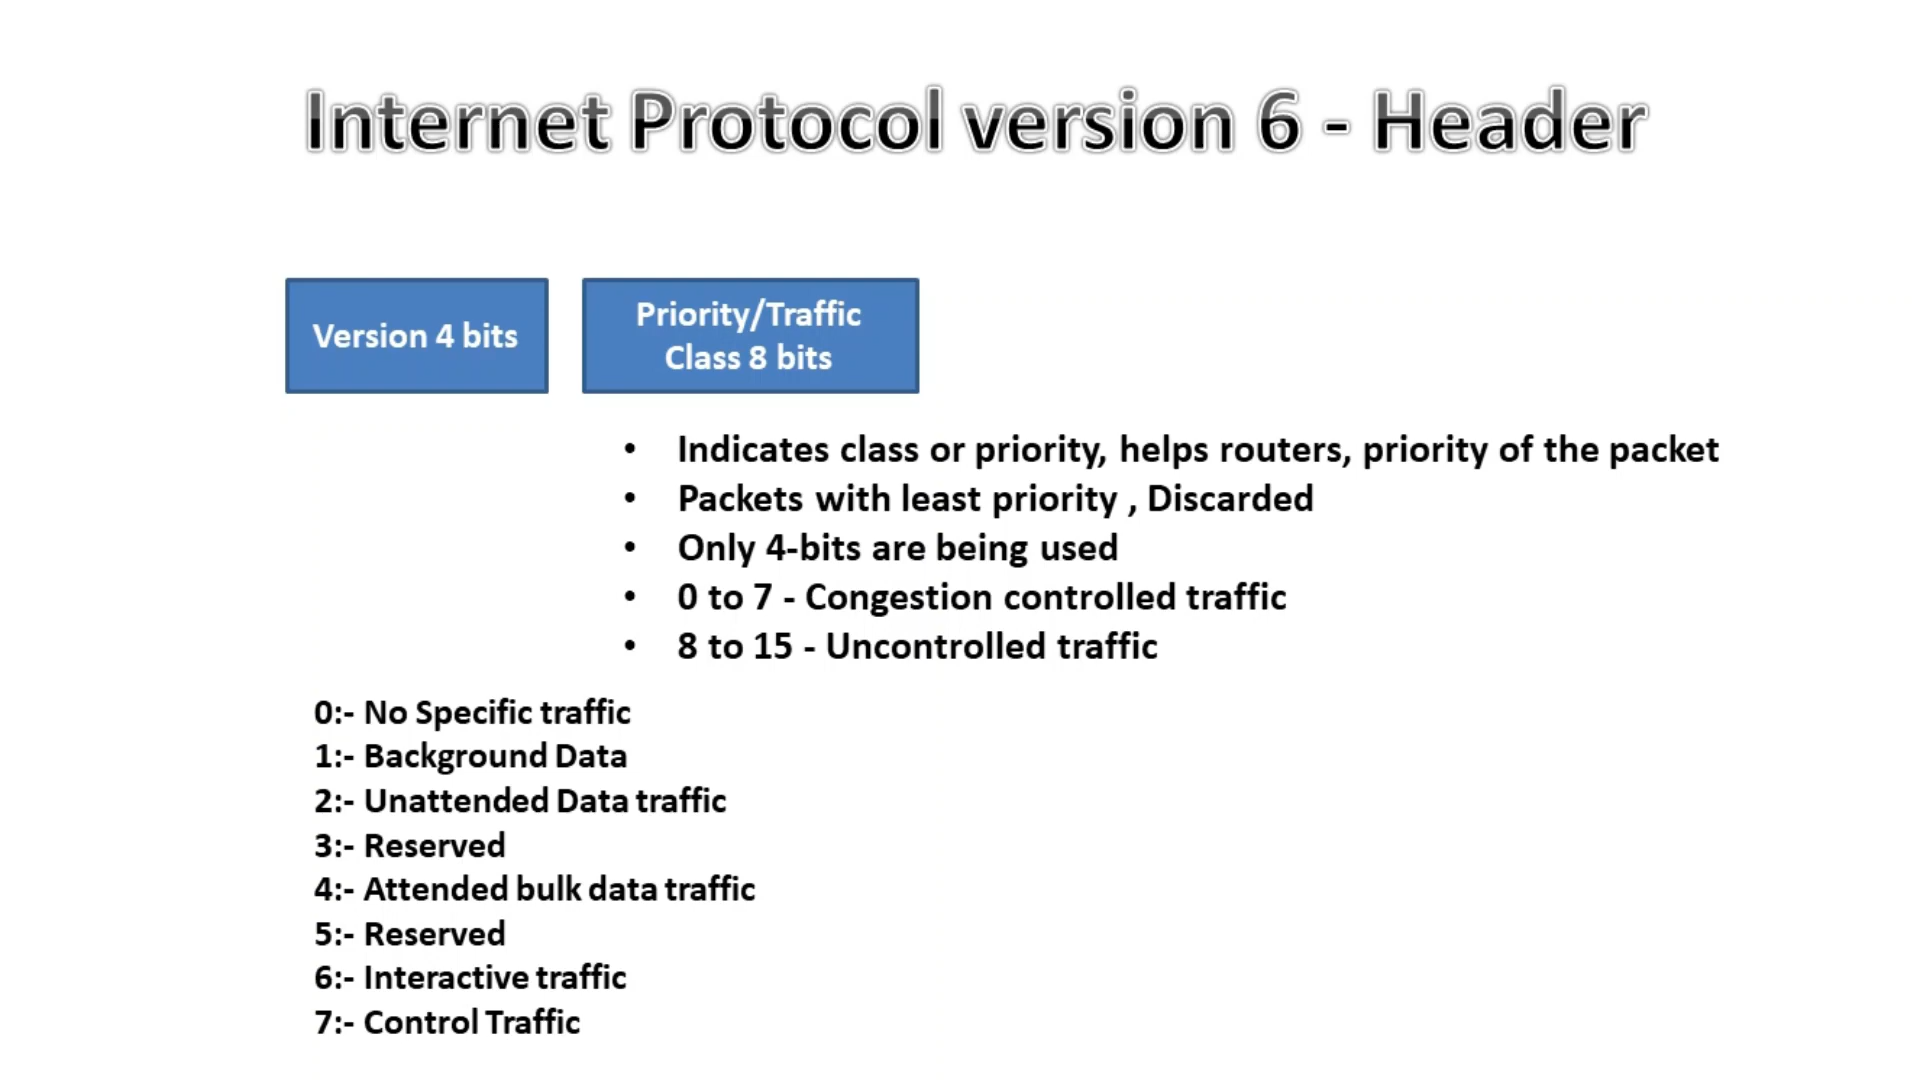 Internet Protocol version 6 - Header
Version 4 bits
Priority/Traffic
Class 8 bits
• Indicates class or priority, helps routers, priority of the packet
• Packets with least priority , Discarded
• Only 4-bits are being used
• 0 to 7 - Congestion controlled traffic
• 8 to 15 - Uncontrolled traffic
0:- No Specific traffic
1:- Background Data
2:- Unattended Data traffic
3:- Reserved
4:- Attended bulk data traffic
5:- Reserved
6:- Interactive traffic
7:- Control Traffic